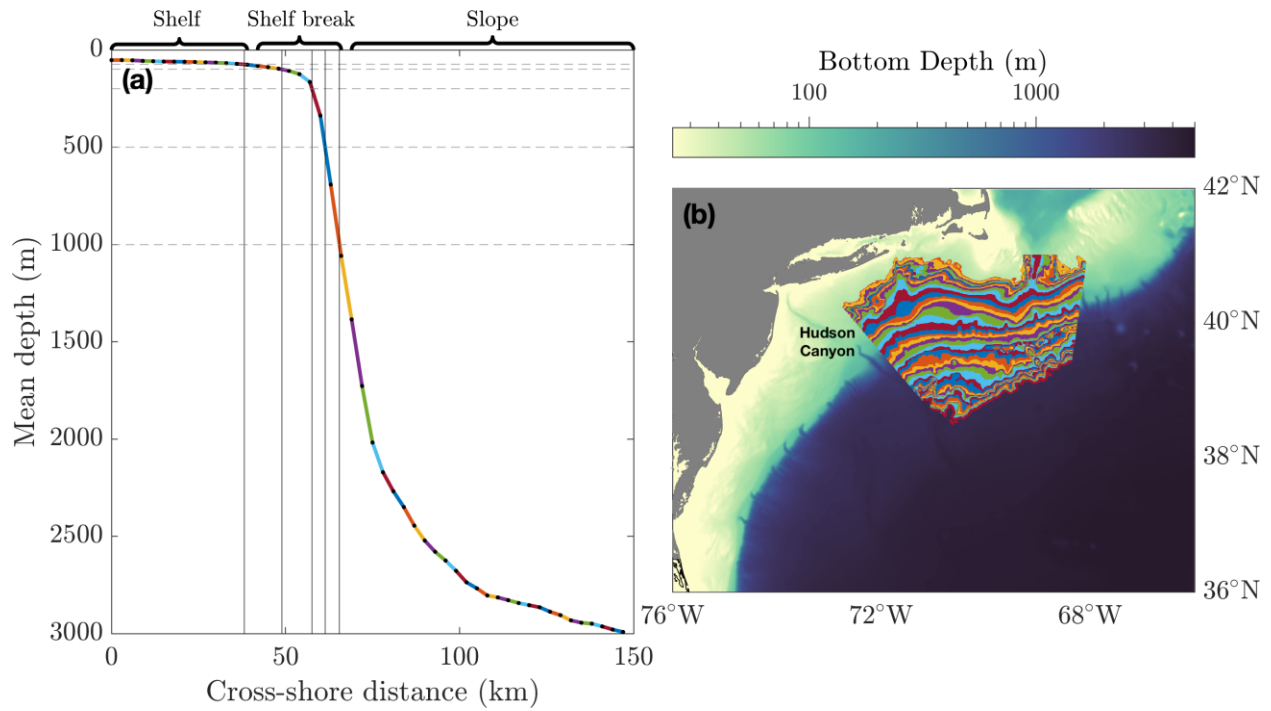 Shelf
Shelf break
Slope
(a)
0
500
1000
1500
2000
2500
3000
Mean depth (m)
0
50
100
150
Cross-shore distance (km)
Bottom Depth (m)
100
1000
(b)
Hudson
Canyon
42°N
40°N
38°N
36°N
76°W
72°W
68°W